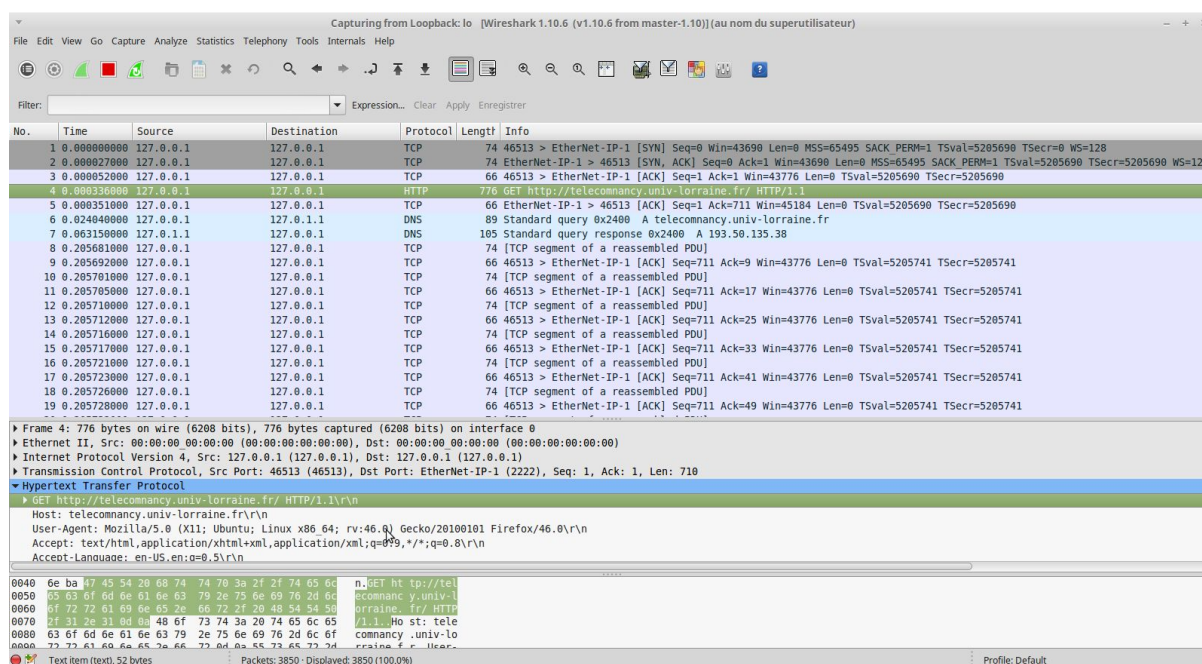 Capturing from Loopback: lo [Wireshark 1.10.6 (v1.10.6 from master-1.10)] (au nom du superutilisateur)
File Edit View Go Capture Analyze Statistics Telephony Tools Internals Help
Filter: Expression... Clear Apply Enregistrer
No. Time Source Destination Protocol Length Info
1 0.000000000 127.0.0.1 127.0.0.1 TCP 74 46513 > EtherNet-IP-1 [SYN] Seq=0 Win=43690 Len=0 MSS=65495 SACK_PERM=1 TSval=5205690 TSecr=0 WS=128
2 0.000027000 127.0.0.1 127.0.0.1 TCP 74 EtherNet-IP-1 > 46513 [SYN, ACK] Seq=0 Ack=1 Win=43690 Len=0 MSS=65495 SACK_PERM=1 TSval=5205690 TSecr=5205690 WS=12
3 0.000052000 127.0.0.1 127.0.0.1 TCP 66 46513 > EtherNet-IP-1 [ACK] Seq=1 Ack=1 Win=43776 Len=0 TSval=5205690 TSecr=5205690
4 0.000336000 127.0.0.1 127.0.0.1 HTTP 776 GET http://telecomnancy.univ-lorraine.fr/ HTTP/1.1
5 0.000351000 127.0.0.1 127.0.0.1 TCP 66 EtherNet-IP-1 > 46513 [ACK] Seq=1 Ack=711 Win=45184 Len=0 TSval=5205690 TSecr=5205690
6 0.024040000 127.0.0.1 127.0.1.1 DNS 89 Standard query 0x2400 A telecomnancy.univ-lorraine.fr
7 0.063150000 127.0.1.1 127.0.0.1 DNS 105 Standard query response 0x2400 A 193.50.135.38
8 0.205681000 127.0.0.1 127.0.0.1 TCP 74 [TCP segment of a reassembled PDU]
9 0.205692000 127.0.0.1 127.0.0.1 TCP 66 46513 > EtherNet-IP-1 [ACK] Seq=711 Ack=9 Win=43776 Len=0 TSval=5205741 TSecr=5205741
10 0.205701000 127.0.0.1 127.0.0.1 TCP 74 [TCP segment of a reassembled PDU]
11 0.205705000 127.0.0.1 127.0.0.1 TCP 66 46513 > EtherNet-IP-1 [ACK] Seq=711 Ack=17 Win=43776 Len=0 TSval=5205741 TSecr=5205741
12 0.205710000 127.0.0.1 127.0.0.1 TCP 74 [TCP segment of a reassembled PDU]
13 0.205712000 127.0.0.1 127.0.0.1 TCP 66 46513 > EtherNet-IP-1 [ACK] Seq=711 Ack=25 Win=43776 Len=0 TSval=5205741 TSecr=5205741
14 0.205716000 127.0.0.1 127.0.0.1 TCP 74 [TCP segment of a reassembled PDU]
15 0.205717000 127.0.0.1 127.0.0.1 TCP 66 46513 > EtherNet-IP-1 [ACK] Seq=711 Ack=33 Win=43776 Len=0 TSval=5205741 TSecr=5205741
16 0.205721000 127.0.0.1 127.0.0.1 TCP 74 [TCP segment of a reassembled PDU]
17 0.205723000 127.0.0.1 127.0.0.1 TCP 66 46513 > EtherNet-IP-1 [ACK] Seq=711 Ack=41 Win=43776 Len=0 TSval=5205741 TSecr=5205741
18 0.205726000 127.0.0.1 127.0.0.1 TCP 74 [TCP segment of a reassembled PDU]
19 0.205728000 127.0.0.1 127.0.0.1 TCP 66 46513 > EtherNet-IP-1 [ACK] Seq=711 Ack=49 Win=43776 Len=0 TSval=5205741 TSecr=5205741
Frame 4: 776 bytes on wire (6208 bits), 776 bytes captured (6208 bits) on interface 0
Ethernet II, Src: 00:00:00_00:00:00 (00:00:00:00:00:00), Dst: 00:00:00_00:00:00 (00:00:00:00:00:00)
Internet Protocol Version 4, Src: 127.0.0.1 (127.0.0.1), Dst: 127.0.0.1 (127.0.0.1)
Transmission Control Protocol, Src Port: 46513 (46513), Dst Port: EtherNet-IP-1 (2222), Seq: 1, Ack: 1, Len: 710
Hypertext Transfer Protocol
GET http://telecomnancy.univ-lorraine.fr/ HTTP/1.1\r\n
Host: telecomnancy.univ-lorraine.fr\r\n
User-Agent: Mozilla/5.0 (X11; Ubuntu; Linux x86_64; rv:46.0) Gecko/20100101 Firefox/46.0\r\n
Accept: text/html,application/xhtml+xml,application/xml;q=0.9,*/*;q=0.8\r\n
Accept-Language: en-US,en;q=0.5\r\n
0040 6e ba 47 45 54 20 68 74 74 70 3a 2f 2f 74 65 6c n.GET ht tp://tel
0050 65 63 6f 6d 6e 61 6e 63 79 2e 75 6e 69 76 2d 6c ecomnanc y.univ-l
0060 6f 72 72 61 69 6e 65 2e 66 72 2f 20 48 54 54 50 orraine. fr/ HTTP
0070 2f 31 2e 31 0d 0a 48 6f 73 74 3a 20 74 65 6c 65 /1.1..Ho st: tele
0080 63 6f 6d 6e 61 6e 63 79 2e 75 6e 69 76 2d 6c 6f comnancy .univ-lo
0090 72 72 61 69 6e 65 2e 66 72 0d 0a 55 73 65 72 2d rraine.f r..User-
Text item (text), 52 bytes Packets: 3850 · Displayed: 3850 (100.0%) Profile: Default